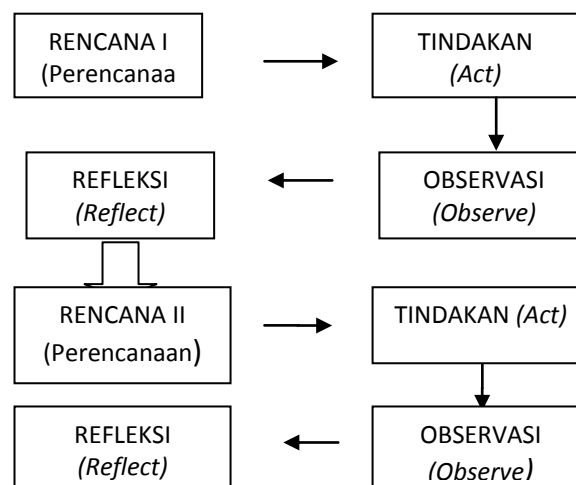 RENCANA I
(Perencanaa
TINDAKAN
(Act)
REFLEKSI
(Reflect)
OBSERVASI
(Observe)
RENCANA II
(Perencanaan)
TINDAKAN (Act)
REFLEKSI
(Reflect)
OBSERVASI
(Observe)